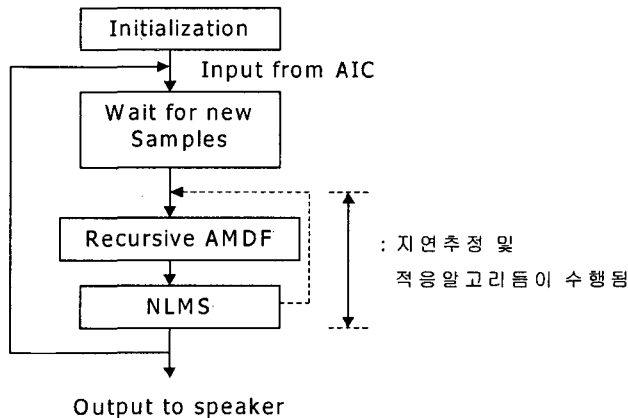 Initialization
Input from AIC
Wait for new
Samples
Recursive AMDF
: 지연추정 및
적응알고리듬이 수행됨
NLMS
Output to speaker